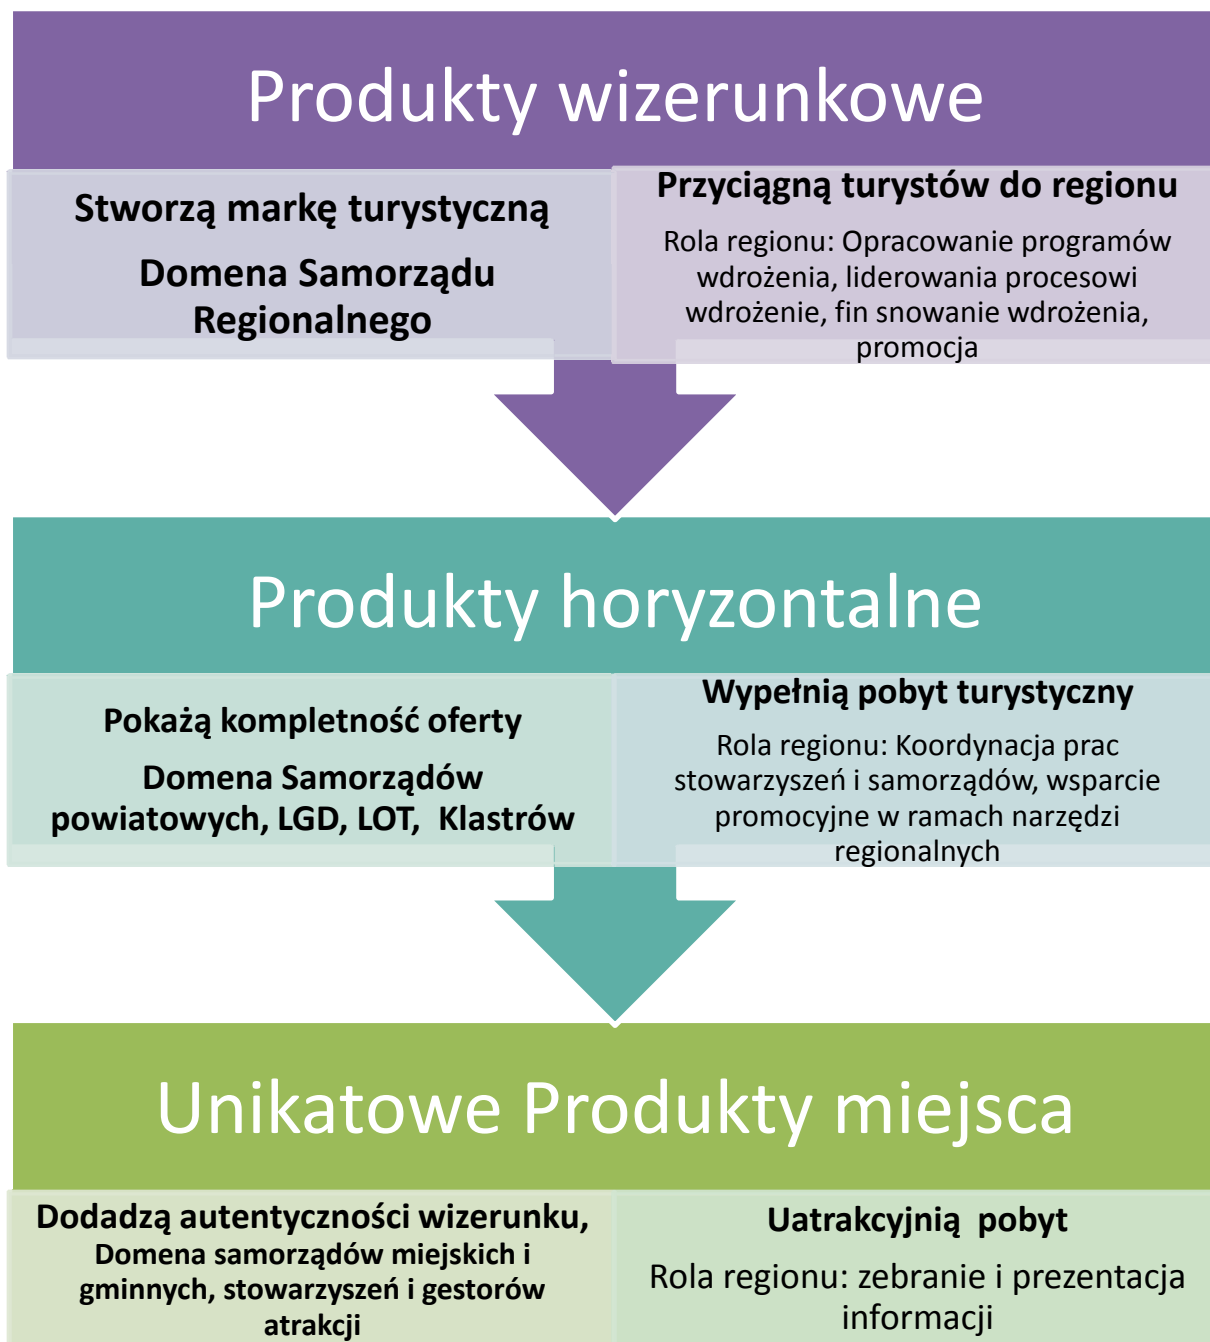 Produkty wizerunkowe
Stworzą markę turystyczną
Domena Samorządu
Regionalnego
Przyciągną turystów do regionu
Rola regionu: Opracowanie programów
wdrożenia, liderowania procesowi
wdrożenie, fin snowanie wdrożenia,
promocja
Produkty horyzontalne
Pokażą kompletność oferty
Domena Samorządów
powiatowych, LGD, LOT,  Klastrów
Wypełnią pobyt turystyczny
Rola regionu: Koordynacja prac
stowarzyszeń i samorządów, wsparcie
promocyjne w ramach narzędzi
regionalnych
Unikatowe Produkty miejsca
Dodadzą autentyczności wizerunku,
Domena samorządów miejskich i
gminnych, stowarzyszeń i gestorów
atrakcji
Uatrakcyjnią  pobyt
Rola regionu: zebranie i prezentacja
informacji